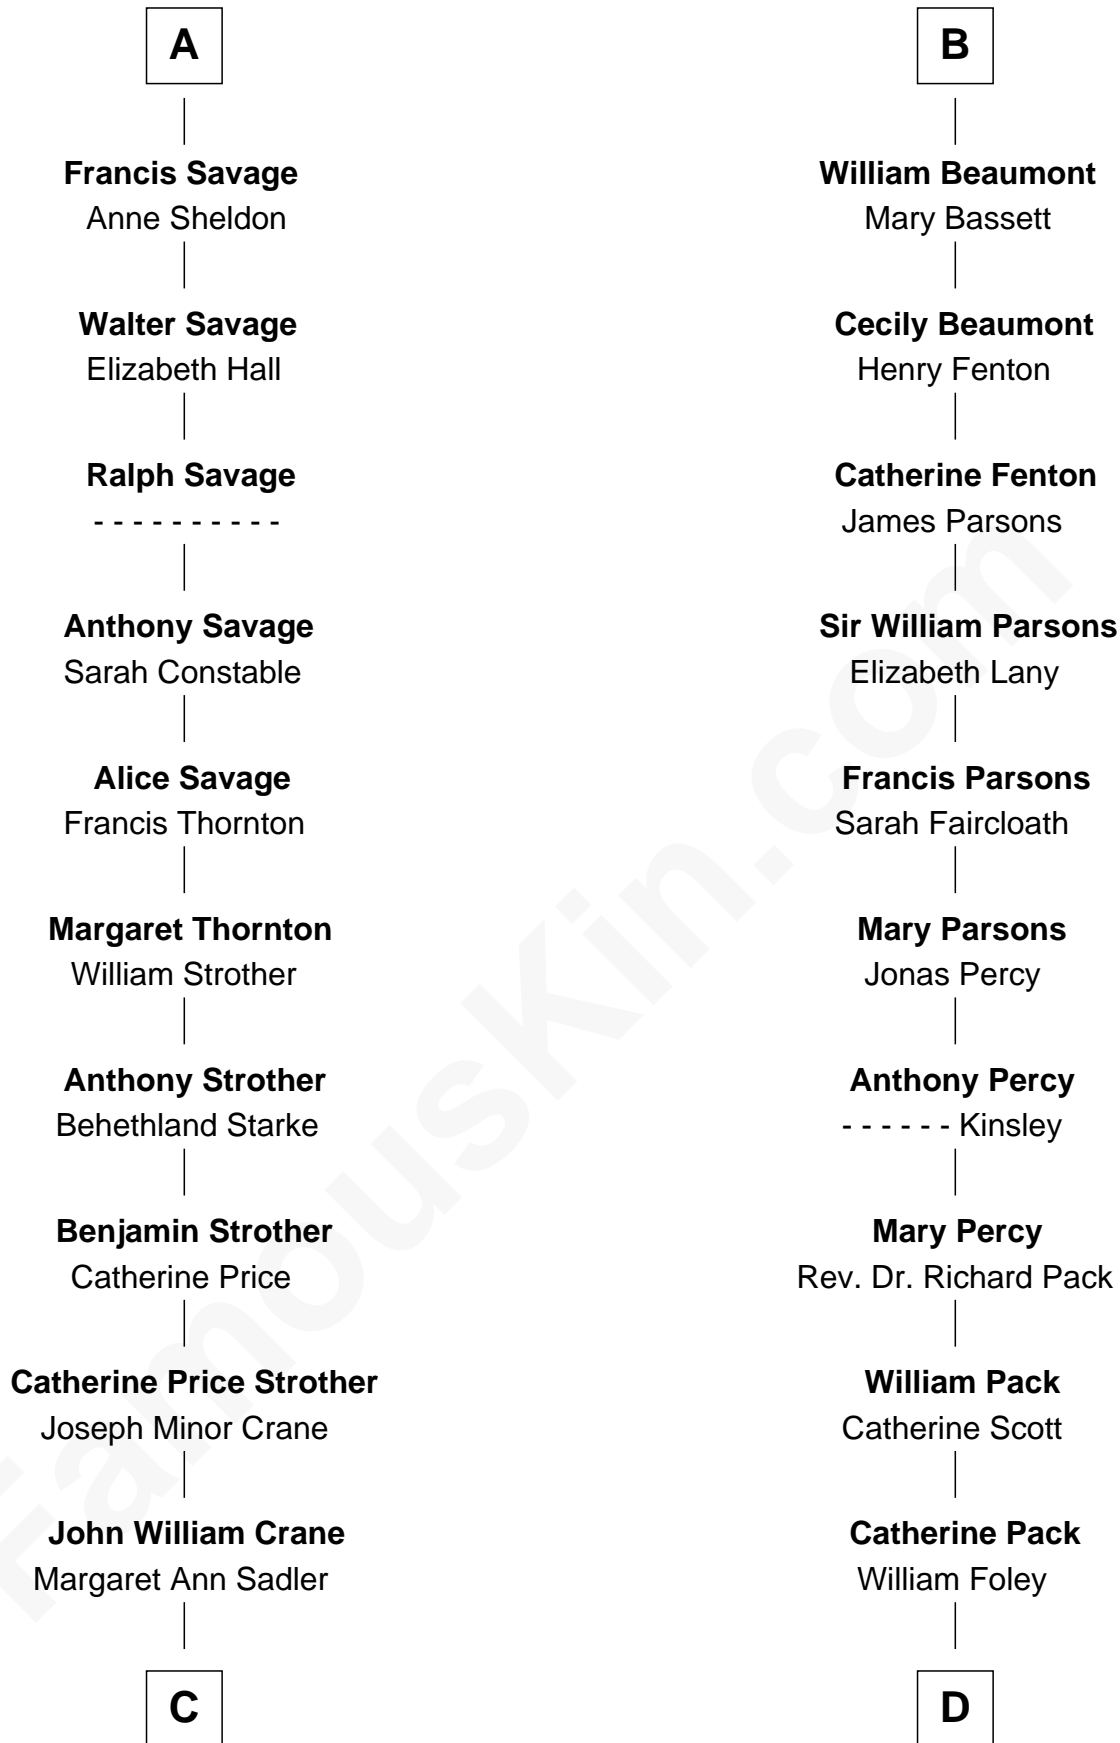 A
Francis Savage
Anne Sheldon
Walter Savage
Elizabeth Hall
Ralph Savage
- - - - - - - - - -
Anthony Savage
Sarah Constable
Alice Savage
Francis Thornton
Margaret Thornton
William Strother
Anthony Strother
Behethland Starke
Benjamin Strother
Catherine Price
Catherine Price Strother
Joseph Minor Crane
John William Crane
Margaret Ann Sadler
C
B
William Beaumont
Mary Bassett
Cecily Beaumont
Henry Fenton
Catherine Fenton
James Parsons
Sir William Parsons
Elizabeth Lany
Francis Parsons
Sarah Faircloath
Mary Parsons
Jonas Percy
Anthony Percy
- - - - - - Kinsley
Mary Percy
Rev. Dr. Richard Pack
William Pack
Catherine Scott
Catherine Pack
William Foley
D
FamousKin.com